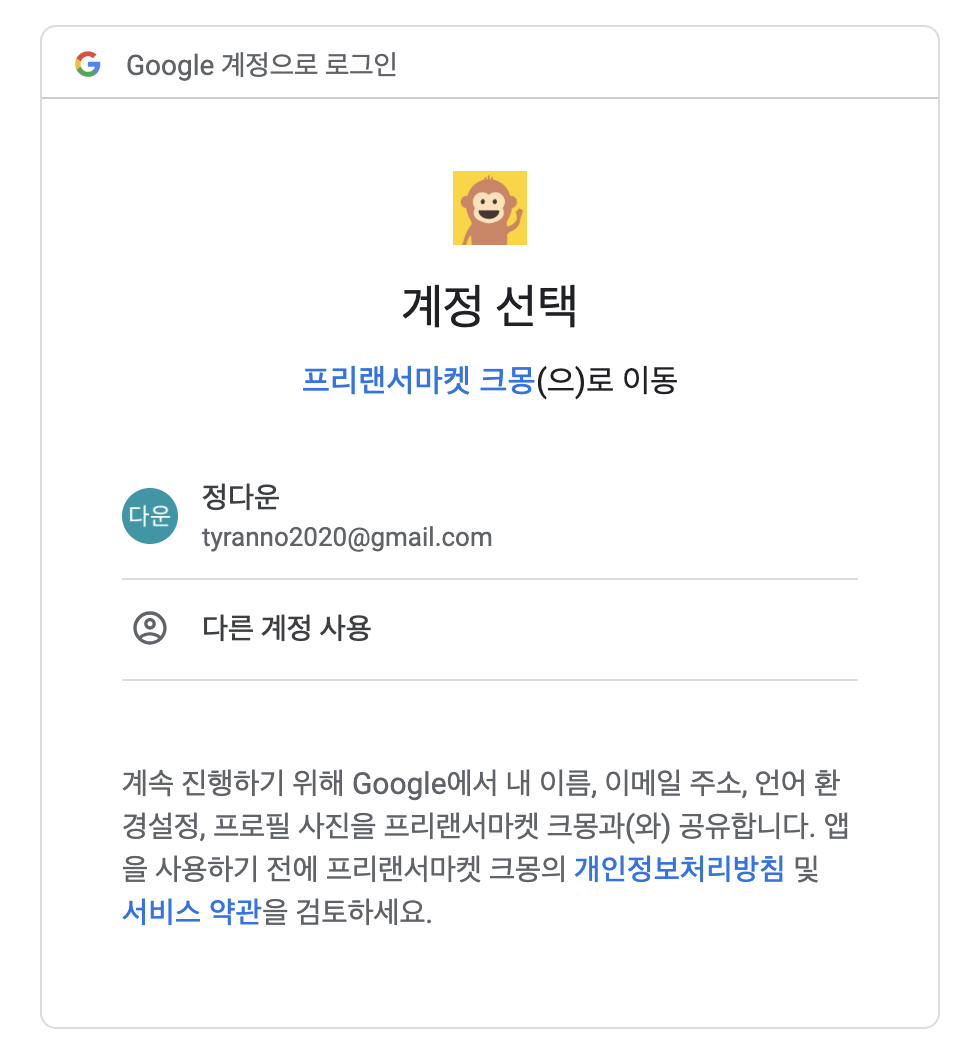 Google 계정으로 로그인
계정 선택
프리랜서마켓 크몽(으)로 이동
다운
정다운
tyranno2020@gmail.com
다른 계정 사용
계속 진행하기 위해 Google에서 내 이름, 이메일 주소, 언어 환
경설정, 프로필 사진을 프리랜서마켓 크몽과(와) 공유합니다. 앱
을 사용하기 전에 프리랜서마켓 크몽의 개인정보처리방침 및
서비스 약관을 검토하세요.